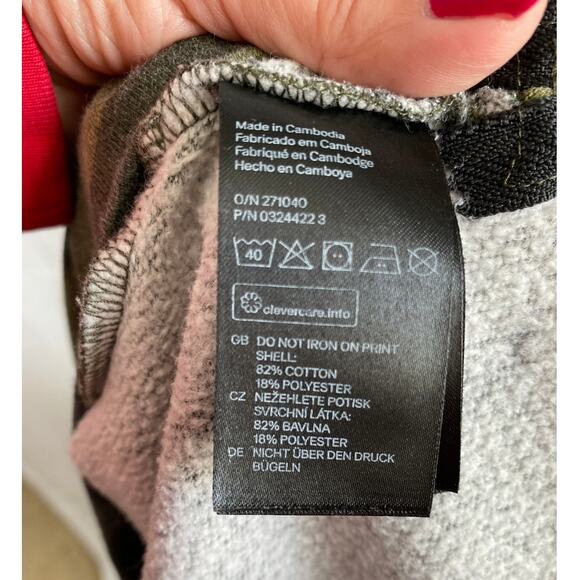 Made in Cambodia
Fabricado em Camboja
Fabriqué en Cambodge
Hecho en Camboya
O/N 271040
P/N 0324422 3
40
clevercare.info
GB DO NOT IRON ON PRINT
SHELL:
82% COTTON
18% POLYESTER
CZ NEŽEHLETE POTISK
SVRCHNÍ LÁTKA:
82% BAVLNA
18% POLYESTER
DE NICHT ÜBER DEN DRUCK
BÜGELN